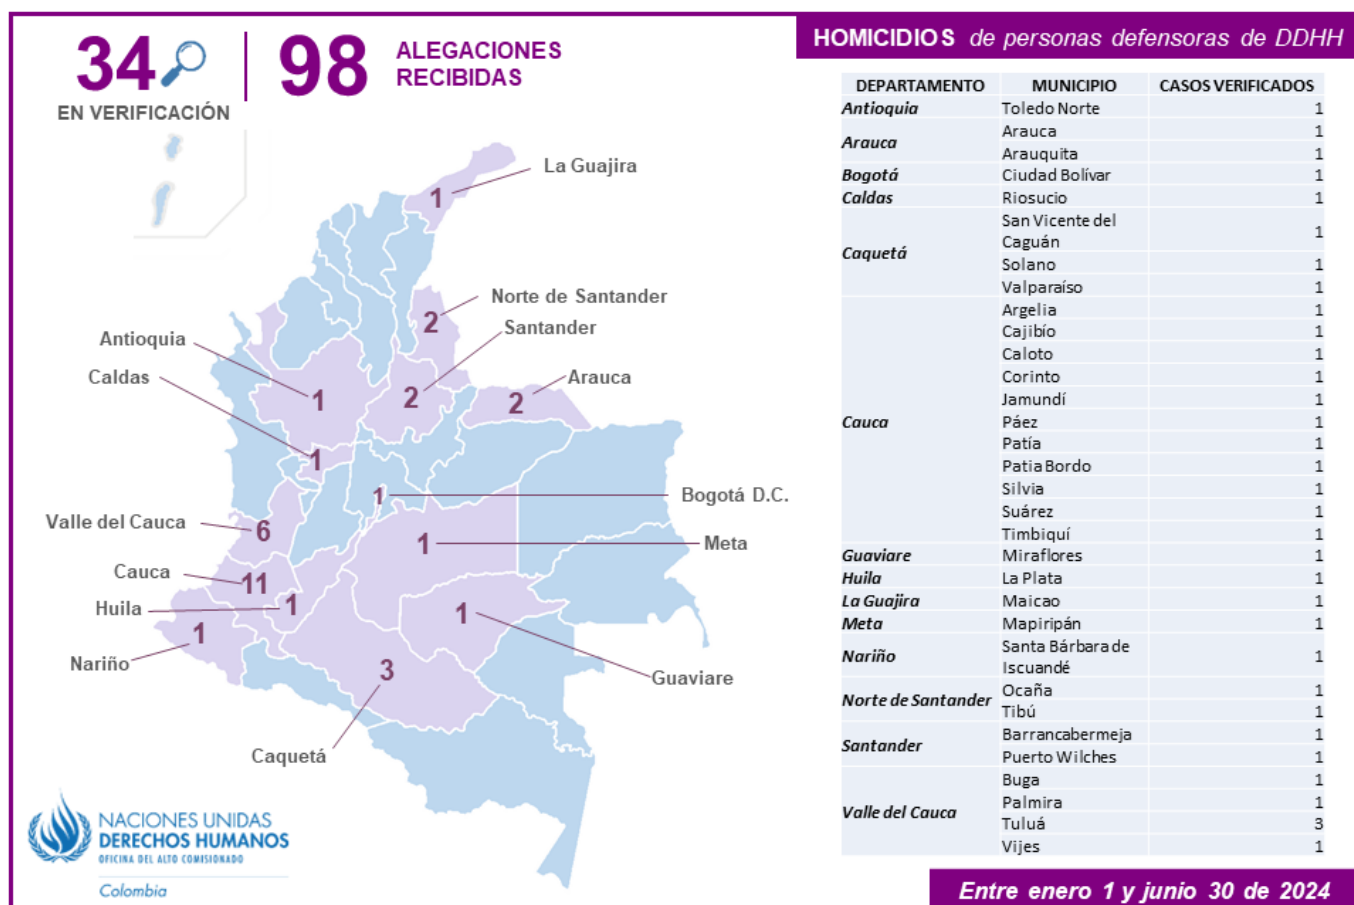 34
EN VERIFICACIÓN
98
ALEGACIONES
RECIBIDAS
HOMICIDIOS de personas defensoras de DDHH
La Guajira
1
Norte de Santander
2
Santander
2
Antioquia
1
Arauca
2
Caldas
1
Bogotá D.C.
1
Valle del Cauca
6
Meta
1
Cauca
11
Huila
1
Nariño
1
Guaviare
1
Caquetá
3
DEPARTAMENTO MUNICIPIO CASOS VERIFICADOS
Antioquia Toledo Norte 1
Arauca Arauca 1
Arauquita 1
Bogotá Ciudad Bolívar 1
Caldas Riosucio 1
Caquetá San Vicente del
Caguán 1
Solano 1
Valparaíso 1
Cauca Argelia 1
Cajibío 1
Caloto 1
Corinto 1
Jamundí 1
Páez 1
Patía 1
Patia Bordo 1
Silvia 1
Suárez 1
Timbiquí 1
Guaviare Miraflores 1
Huila La Plata 1
La Guajira Maicao 1
Meta Mapiripán 1
Nariño Santa Bárbara de
Iscuandé 1
Norte de Santander Ocaña 1
Tibú 1
Santander Barrancabermeja 1
Puerto Wilches 1
Valle del Cauca Buga 1
Palmira 1
Tuluá 3
Vijes 1
NACIONES UNIDAS
DERECHOS HUMANOS
OFICINA DEL ALTO COMISIONADO
Colombia
Entre enero 1 y junio 30 de 2024